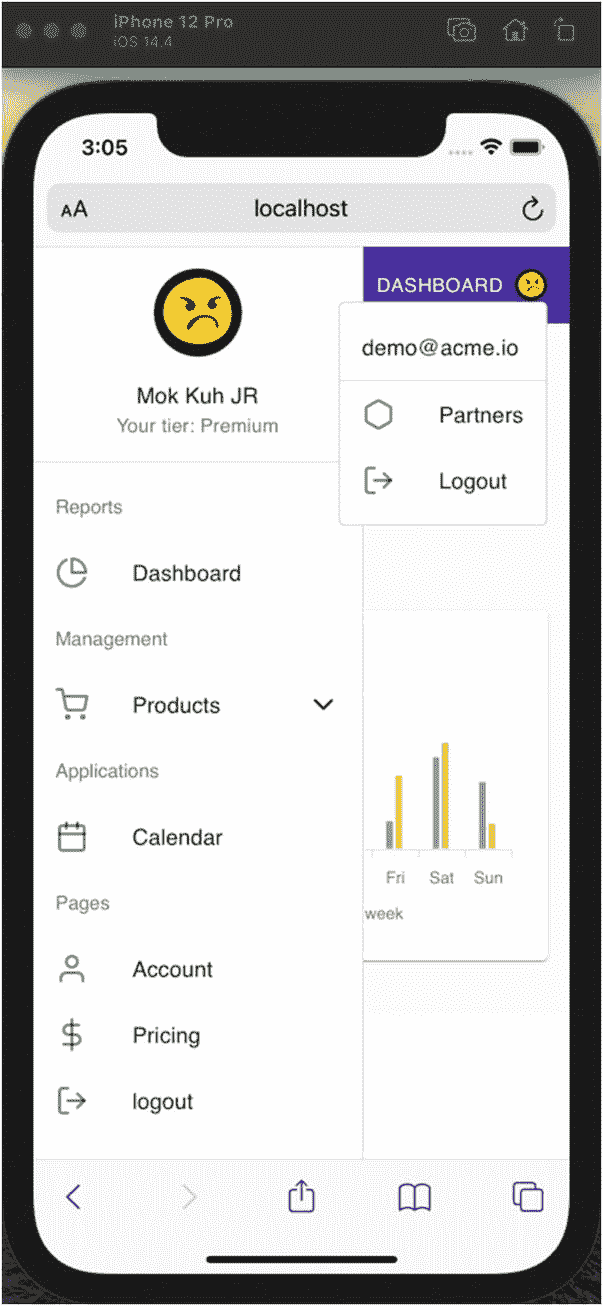 iPhone 12 Pro
iOS 14.4
3:05
AA
localhost
DASHBOARD
demo@acme.io
Partners
Logout
Mok Kuh JR
Your tier: Premium
Reports
Dashboard
Management
Products
Applications
Calendar
Pages
Account
Pricing
logout
Fri Sat Sun
week